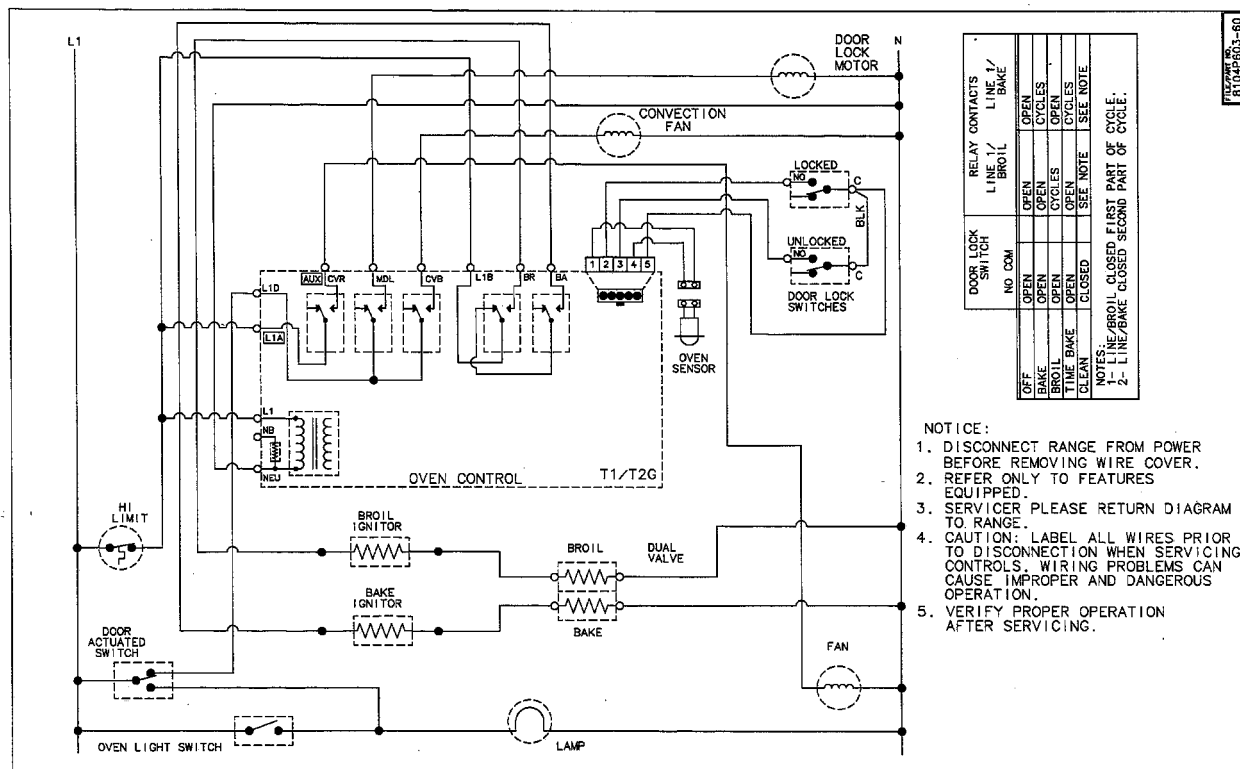 L1
DOOR
LOCK
MOTOR
N
CONVECTION
FAN
LOCKED
NO
C
BLK
UNLOCKED
NO
C
DOOR LOCK
SWITCHES
1 2 3 4 5
OVEN
SENSOR
AUX CVR
MDL
CVB
L1B
BR
BA
L1D
L1A
L1
NB
NEU
OVEN CONTROL
T1/T2G
HI
LIMIT
BROIL
IGNITOR
BAKE
IGNITOR
BROIL
DUAL
VALVE
BAKE
DOOR
ACTUATED
SWITCH
OVEN LIGHT SWITCH
LAMP
FAN
FILE/PART NO.
8104P603-60
RELAY CONTACTS
DOOR LOCK SWITCH LINE 1/ BROIL LINE 1/ BAKE
NO COM
OFF OPEN OPEN OPEN
BAKE OPEN OPEN CYCLES
BROIL OPEN CYCLES OPEN
TIME BAKE OPEN OPEN CYCLES
CLEAN CLOSED SEE NOTE SEE NOTE
NOTES:
1- LINE/BROIL CLOSED FIRST PART OF CYCLE.
2- LINE/BAKE CLOSED SECOND PART OF CYCLE.
NOTICE:
1. DISCONNECT RANGE FROM POWER
BEFORE REMOVING WIRE COVER.
2. REFER ONLY TO FEATURES
EQUIPPED.
3. SERVICER PLEASE RETURN DIAGRAM
TO RANGE.
4. CAUTION: LABEL ALL WIRES PRIOR
TO DISCONNECTION WHEN SERVICING
CONTROLS. WIRING PROBLEMS CAN
CAUSE IMPROPER AND DANGEROUS
OPERATION.
5. VERIFY PROPER OPERATION
AFTER SERVICING.